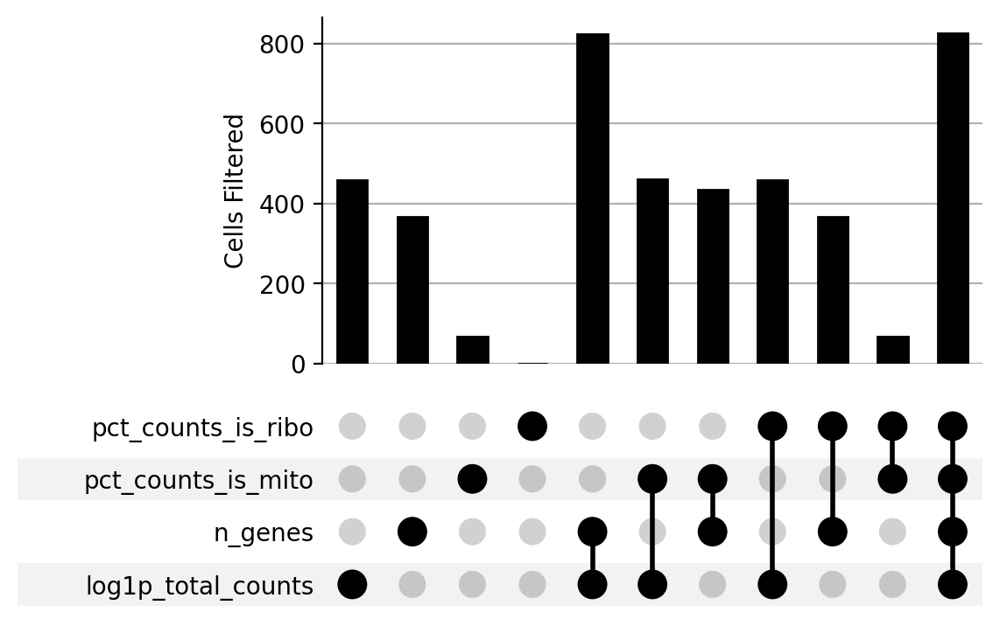 Cells Filtered
800
600
400
200
0
pct_counts_is_ribo
pct_counts_is_mito
n_genes
log1p_total_counts